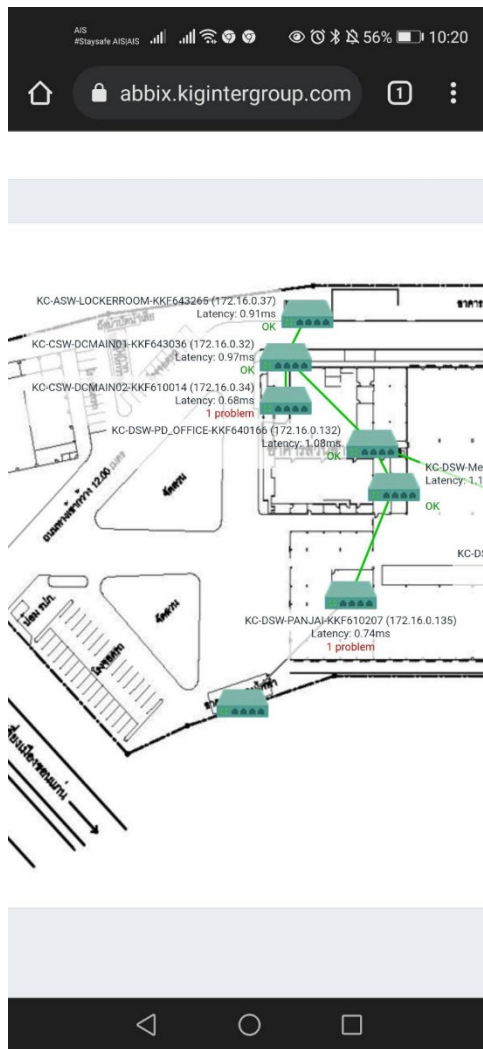 AIS
#Staysafe AIS|AIS
56%
10:20
abbix.kigintergroup.com
1
KC-ASW-LOCKERROOM-KKF643265 (172.16.0.37)
Latency: 0.91ms
OK
KC-CSW-DCMAIN01-KKF643036 (172.16.0.32)
Latency: 0.97ms
OK
KC-CSW-DCMAIN02-KKF610014 (172.16.0.34)
Latency: 0.68ms
1 problem
KC-DSW-PD_OFFICE-KKF640166 (172.16.0.132)
Latency: 1.08ms
OK
KC-DSW-Me
Latency: 1.1
OK
KC-DS
12.00
KC-DSW-PANJAI-KKF610207 (172.16.0.135)
Latency: 0.74ms
1 problem